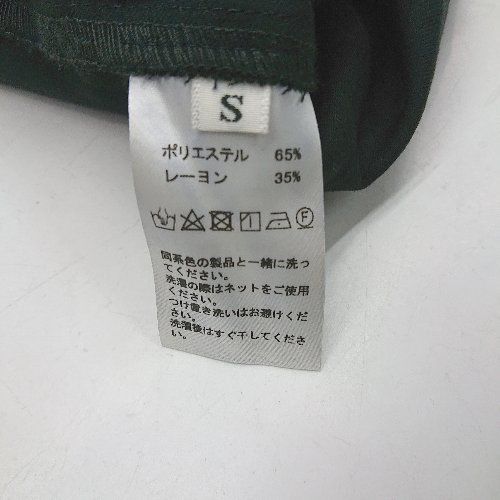 S
ポリエステル 65%
レーヨン 35%
F
同系色の製品と一緒に洗っ
てください。
洗濯の際はネットをご使用
ください。
つけ置き洗いはお避けくだ
さい。
洗濯後はすぐ干してくださ
い。